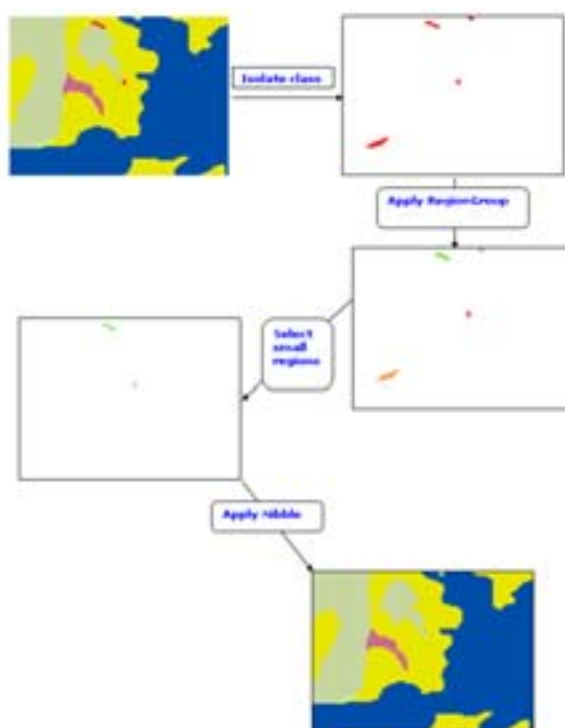 Isolate class
Apply RegionGroup
Select
small
regions
Apply Nibble